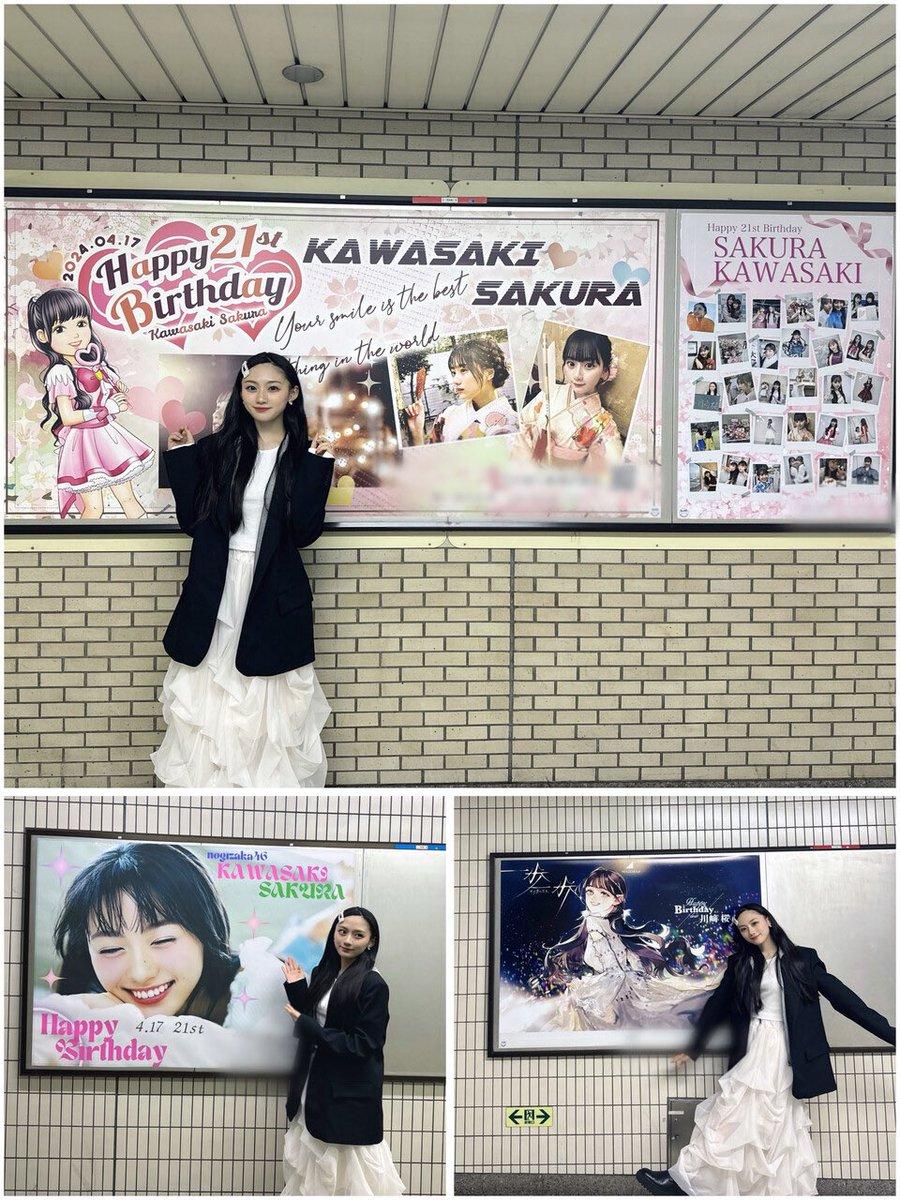 2024.04.17
Happy 21st
Birthday
Kawasaki Sakura
KAWASAKI
SAKURA
Your smile is the best
thing in the world
Happy 21st Birthday
SAKURA
KAWASAKI
nogizaka46
KAWASAKI
SAKURA
Happy
Birthday
4.17 21st
Happy
Birthday
川﨑 桜